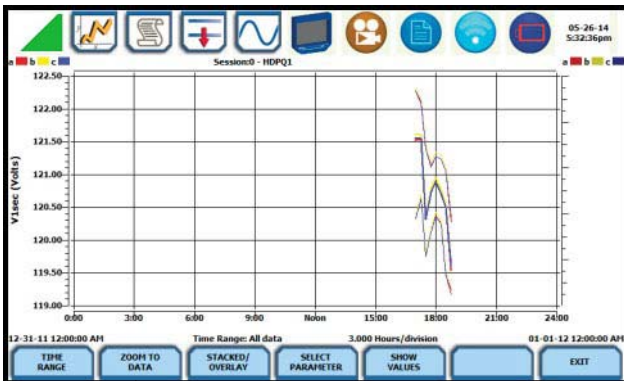 05-26-14
5:32:36pm
a b c
Session:0 - HDPQ1
a b c
V1sec (Volts)
122.50
122.00
121.50
121.00
120.50
120.00
119.50
119.00
0:00 3:00 6:00 9:00 Noon 15:00 18:00 21:00 24:00
12-31-11 12:00:00 AM Time Range: All data 3.000 Hours/division 01-01-12 12:00:00 AM
TIME RANGE
ZOOM TO DATA
STACKED/ OVERLAY
SELECT PARAMETER
SHOW VALUES
EXIT